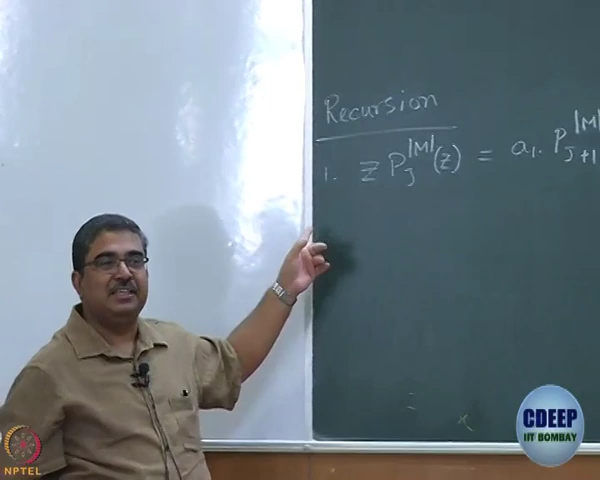 Recursion
1. z P_J^{|M|}(z) = a_1. P_{J+1}^{|M|
CDEEP
IIT BOMBAY
NPTEL